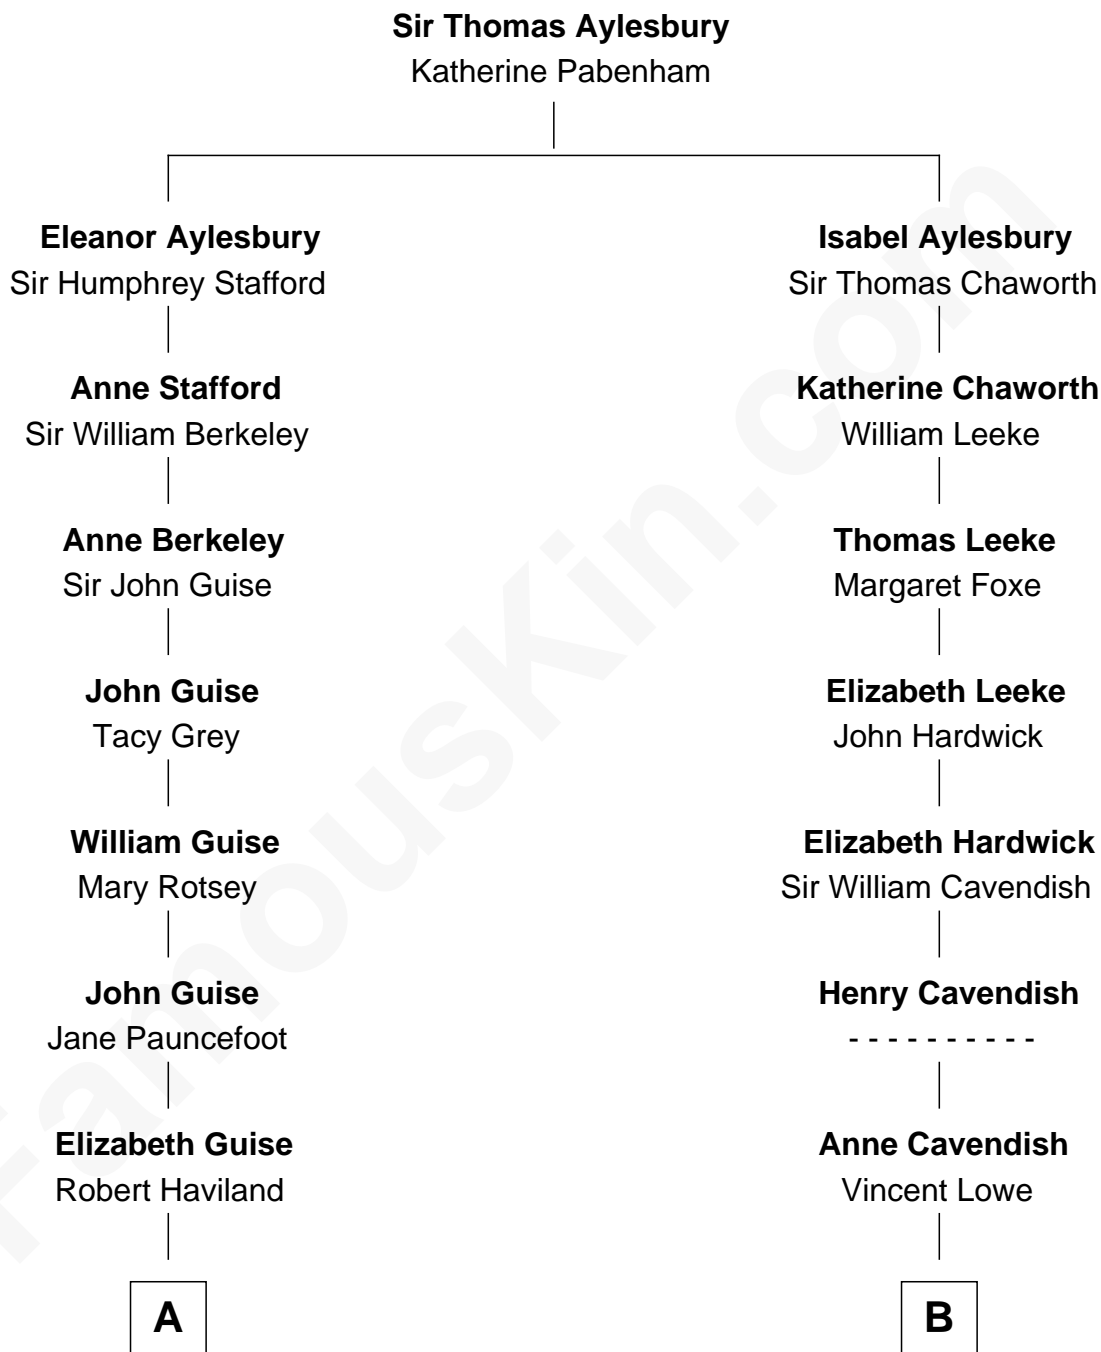 Sir Thomas Aylesbury
Katherine Pabenham
Eleanor Aylesbury
Sir Humphrey Stafford
Isabel Aylesbury
Sir Thomas Chaworth
Anne Stafford
Sir William Berkeley
Katherine Chaworth
William Leeke
Anne Berkeley
Sir John Guise
Thomas Leeke
Margaret Foxe
John Guise
Tacy Grey
Elizabeth Leeke
John Hardwick
William Guise
Mary Rotsey
Elizabeth Hardwick
Sir William Cavendish
John Guise
Jane Pauncefoot
Henry Cavendish
- - - - - - - - - -
Elizabeth Guise
Robert Haviland
Anne Cavendish
Vincent Lowe
A
B
FamousKin.com